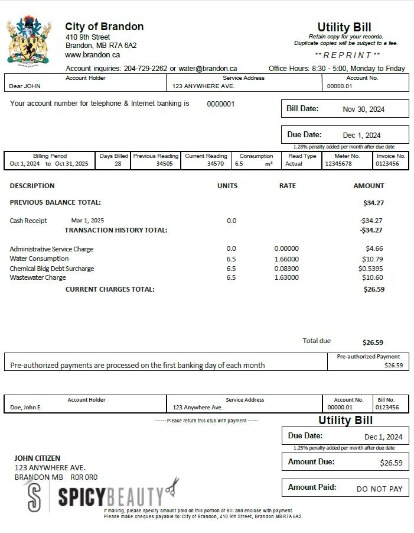 City of Brandon
410 9th Street
Brandon, MB R7A 6A2
www.brandon.ca
Utility Bill
Retain copy for your records.
Duplicate copies will be subject to a fee.
**REPRINT**
Account inquiries: 204-729-2262 or water@brandon.ca Office Hours: 8:30 - 5:00, Monday to Friday
Account Holder Service Address Account No.
Dear JOHN 123 ANYWHERE AVE. 00000.01
Your account number for telephone & Internet banking is 0000001
Bill Date: Nov 30, 2024
Due Date: Dec 1, 2024
1.25% penalty added per month after due date
Billing Period Days Billed Previous Reading Current Reading Consumption Read Type Meter No. Invoice No.
Oct 1, 2024 to Oct 31, 2025 28 34505 34570 6.5 m³ Actual 12345678 0123456
DESCRIPTION UNITS RATE AMOUNT
PREVIOUS BALANCE TOTAL: $34.27
Cash Receipt Mar 1, 2025 0.0 -$34.27
TRANSACTION HISTORY TOTAL: -$34.27
Administrative Service Charge 0.0 0.00000 $4.66
Water Consumption 6.5 1.66000 $10.79
Chemical Bldg Debt Surcharge 6.5 0.08300 $0.5395
Wastewater Charge 6.5 1.63000 $10.60
CURRENT CHARGES TOTAL: $26.59
Total due $26.59
Pre-authorized Payment
Pre-authorized payments are processed on the first banking day of each month $26.59
Account Holder Service Address Account No. Bill No.
Doe, John E. 123 Anywhere Ave. 00000.01 0123456
----- Please return this stub with payment -----
Utility Bill
Due Date: Dec 1, 2024
1.25% penalty added per month after due date
JOHN CITIZEN
123 ANYWHERE AVE.
BRANDON MB R0R 0R0
Amount Due: $26.59
Amount Paid: DO NOT PAY
S SPICYBEAUTY
If mailing, please specify amount paid on this portion of bill and enclose with payment.
Please make cheques payable to: City of Brandon, 410 9th Street, Brandon MB R7A 6A2.